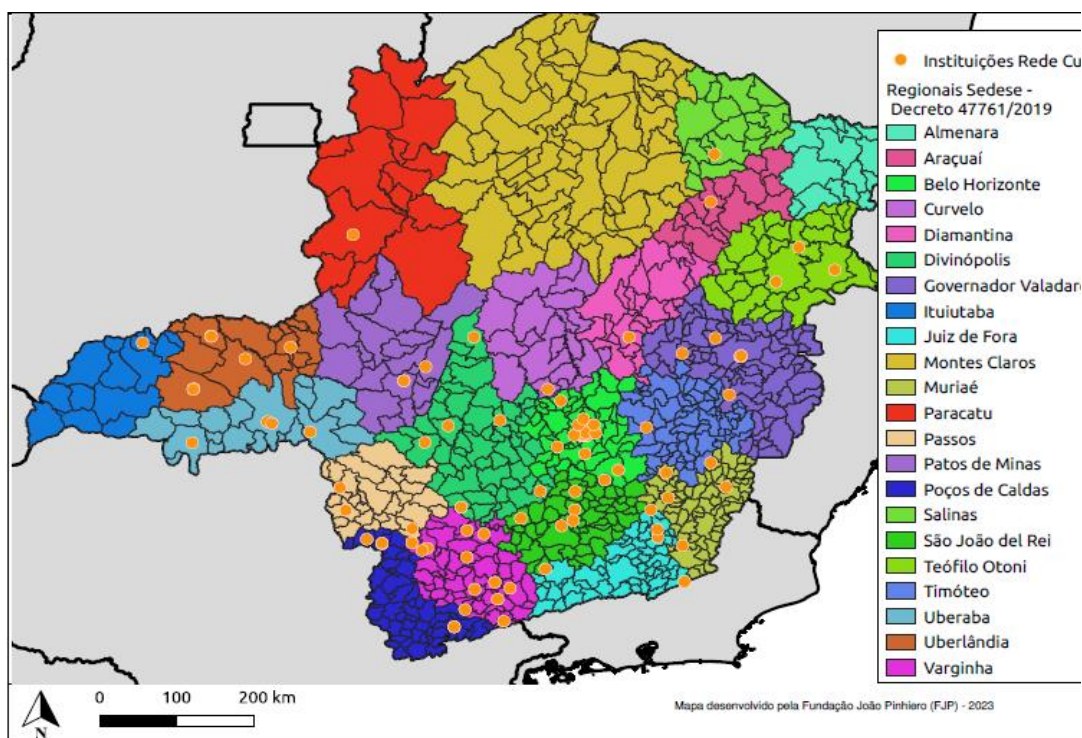 Instituições Rede Cu
Regionais Sedese -
Decreto 47761/2019
Almenara
Araçuaí
Belo Horizonte
Curvelo
Diamantina
Divinópolis
Governador Valadare
Ituiutaba
Juiz de Fora
Montes Claros
Muriaé
Paracatu
Passos
Patos de Minas
Poços de Caldas
Salinas
São João del Rei
Teófilo Otoni
Timóteo
Uberaba
Uberlândia
Varginha
0 100 200 km
N
Mapa desenvolvido pela Fundação João Pinhiero (FJP) - 2023